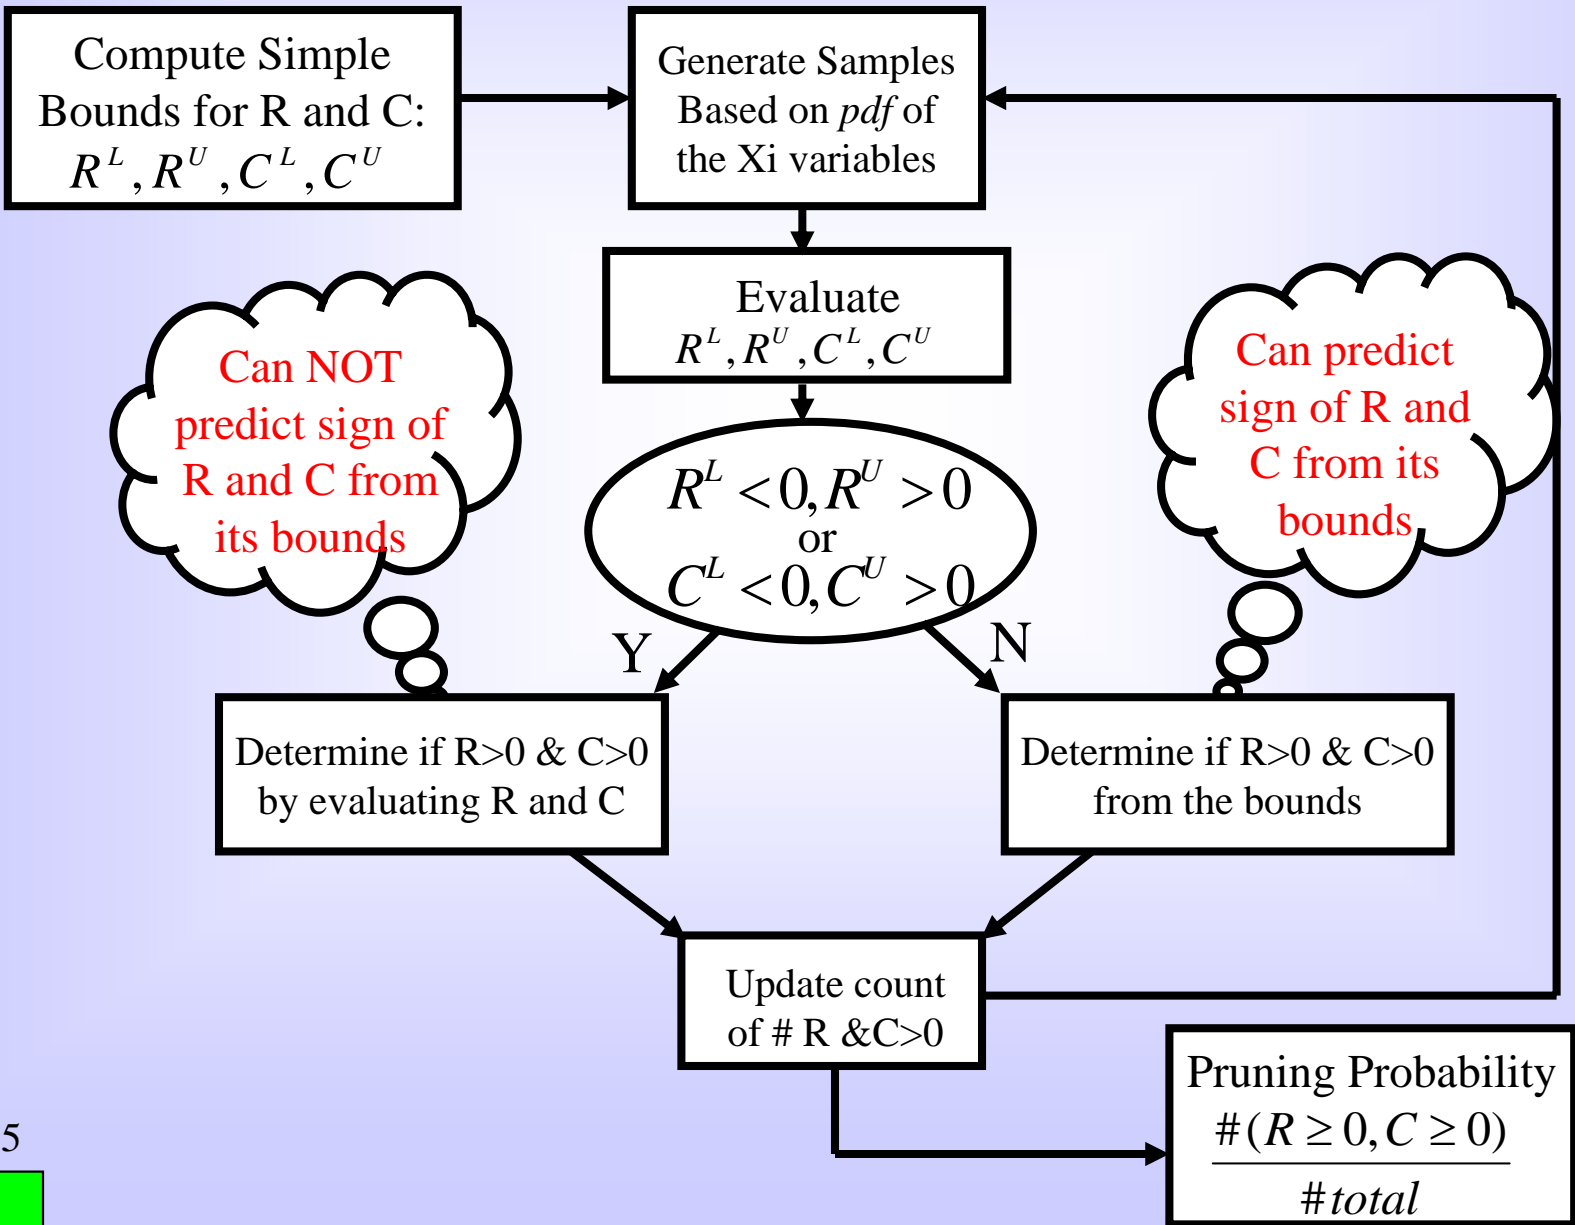 Compute Simple
Bounds for R and C:
R^L, R^U, C^L, C^U
Generate Samples
Based on pdf of
the Xi variables
Evaluate
R^L, R^U, C^L, C^U
Can NOT
predict sign of
R and C from
its bounds
R^L <0, R^U >0
or
C^L <0, C^U >0
Can predict
sign of R and
C from its
bounds
Y
N
Determine if R>0 & C>0
by evaluating R and C
Determine if R>0 & C>0
from the bounds
Update count
of # R &C>0
Pruning Probability
#(R ≥ 0, C ≥ 0)
#total
5